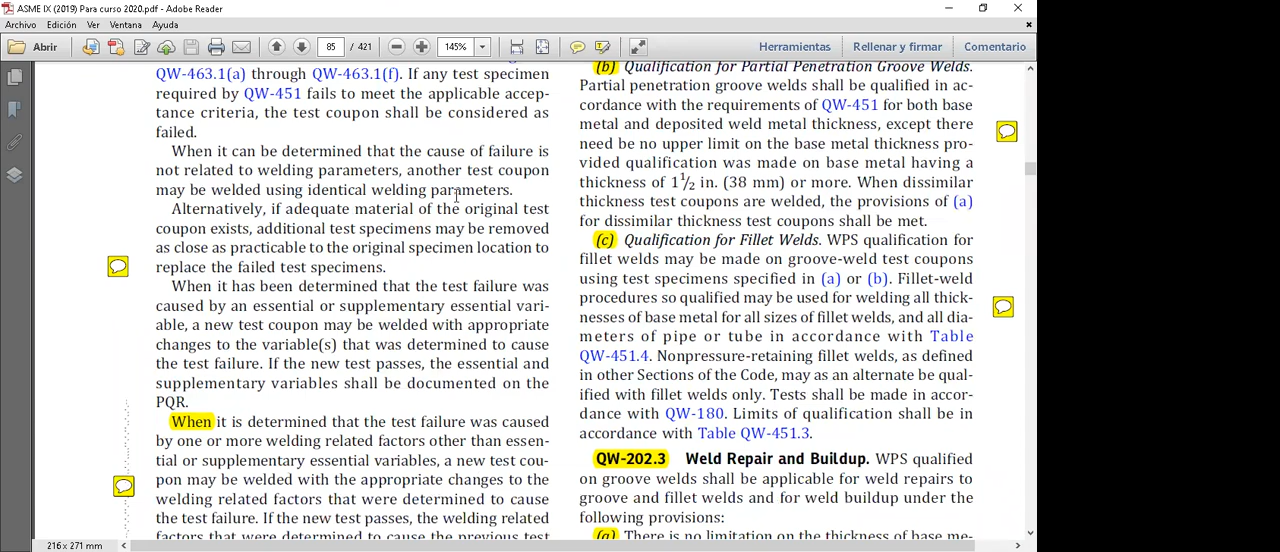 ASME IX (2019) Para curso 2020.pdf - Adobe Reader
Archivo Edición Ver Ventana Ayuda
Abrir 85 / 421 145% Herramientas Rellenar y firmar Comentario
QW-463.1(a) through QW-463.1(f). If any test specimen
required by QW-451 fails to meet the applicable accep-
tance criteria, the test coupon shall be considered as
failed.
When it can be determined that the cause of failure is
not related to welding parameters, another test coupon
may be welded using identical welding parameters.
Alternatively, if adequate material of the original test
coupon exists, additional test specimens may be removed
as close as practicable to the original specimen location to
replace the failed test specimens.
When it has been determined that the test failure was
caused by an essential or supplementary essential vari-
able, a new test coupon may be welded with appropriate
changes to the variable(s) that was determined to cause
the test failure. If the new test passes, the essential and
supplementary variables shall be documented on the
PQR.
When it is determined that the test failure was caused
by one or more welding related factors other than essen-
tial or supplementary essential variables, a new test cou-
pon may be welded with the appropriate changes to the
welding related factors that were determined to cause
the test failure. If the new test passes, the welding related
factors that were determined to cause the previous test
(b) Qualification for Partial Penetration Groove Welds.
Partial penetration groove welds shall be qualified in ac-
cordance with the requirements of QW-451 for both base
metal and deposited weld metal thickness, except there
need be no upper limit on the base metal thickness pro-
vided qualification was made on base metal having a
thickness of 1 1/2 in. (38 mm) or more. When dissimilar
thickness test coupons are welded, the provisions of (a)
for dissimilar thickness test coupons shall be met.
(c) Qualification for Fillet Welds. WPS qualification for
fillet welds may be made on groove-weld test coupons
using test specimens specified in (a) or (b). Fillet-weld
procedures so qualified may be used for welding all thick-
nesses of base metal for all sizes of fillet welds, and all dia-
meters of pipe or tube in accordance with Table
QW-451.4. Nonpressure-retaining fillet welds, as defined
in other Sections of the Code, may as an alternate be qual-
ified with fillet welds only. Tests shall be made in accor-
dance with QW-180. Limits of qualification shall be in
accordance with Table QW-451.3.
QW-202.3 Weld Repair and Buildup. WPS qualified
on groove welds shall be applicable for weld repairs to
groove and fillet welds and for weld buildup under the
following provisions:
(a) There is no limitation on the thickness of base me-
216 x 271 mm